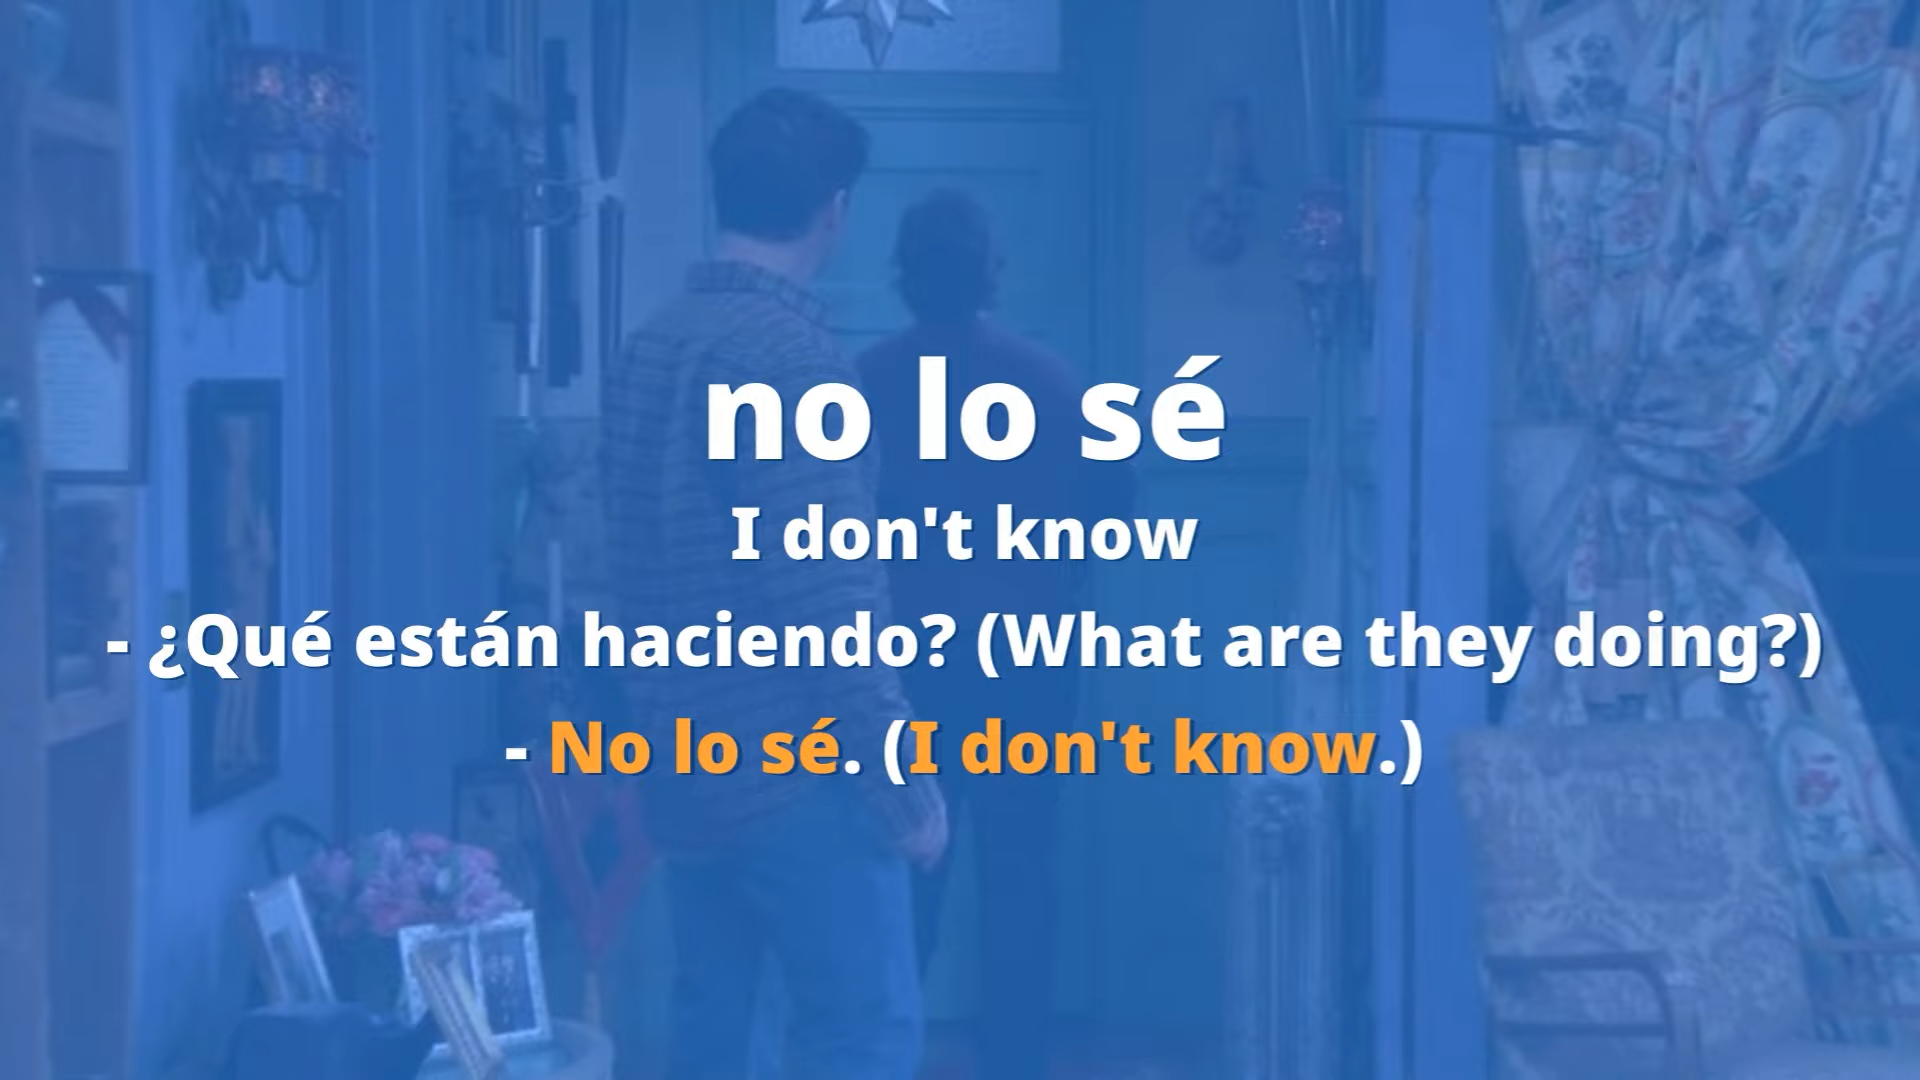 no lo sé
I don't know
- ¿Qué están haciendo? (What are they doing?)
- No lo sé. (I don't know.)